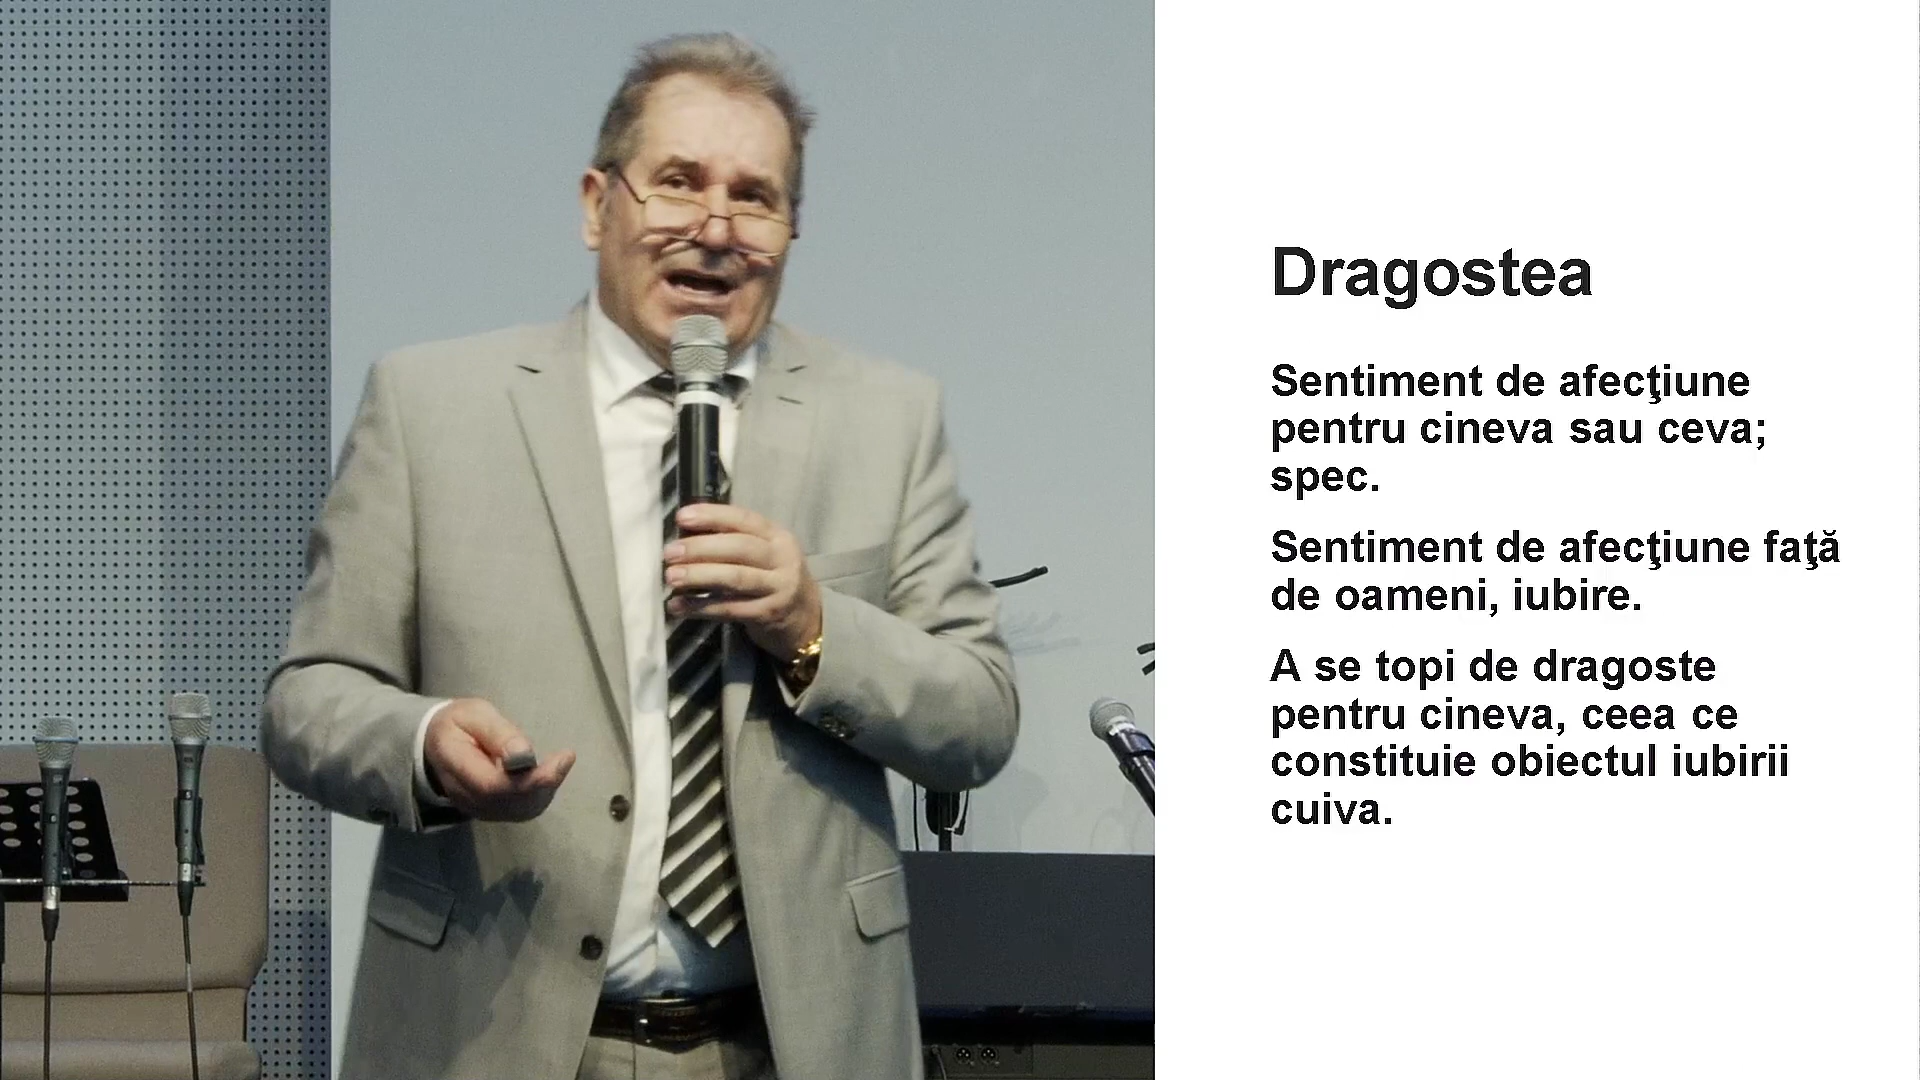 Dragostea
Sentiment de afecţiune
pentru cineva sau ceva;
spec.
Sentiment de afecţiune faţă
de oameni, iubire.
A se topi de dragoste
pentru cineva, ceea ce
constituie obiectul iubirii
cuiva.